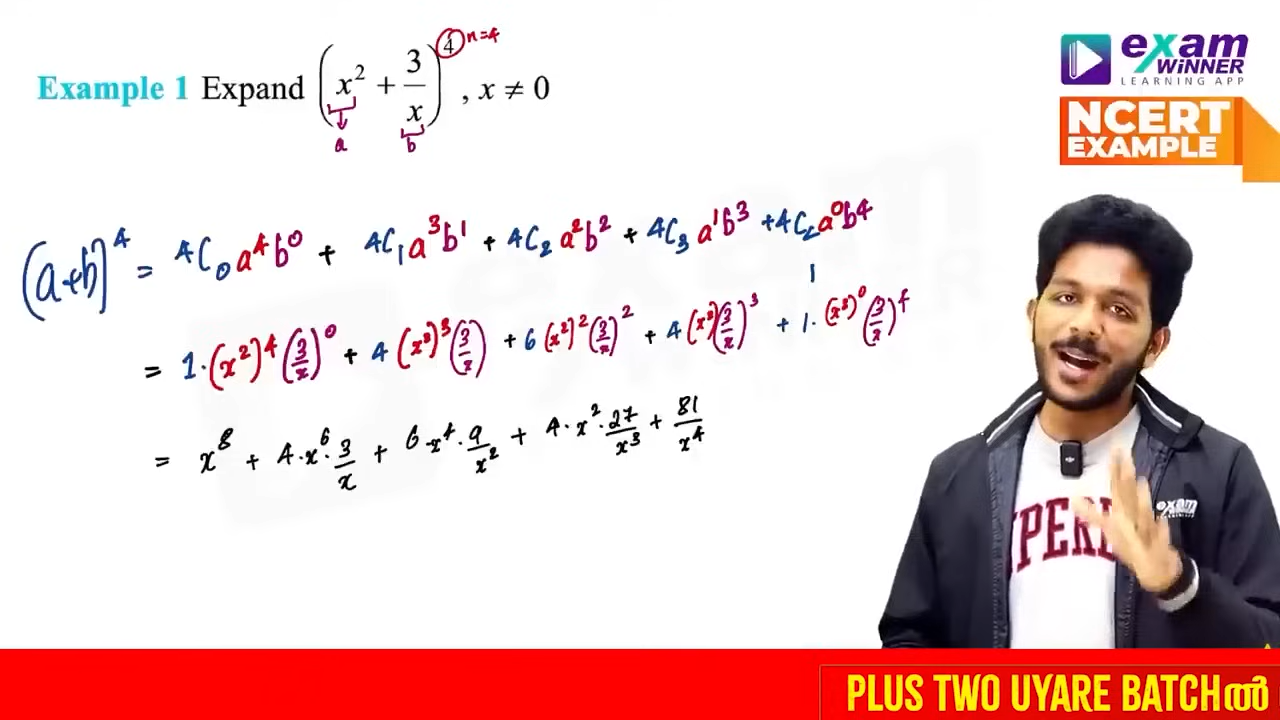 Example 1 Expand (x² + 3/x)⁴, x ≠ 0
n=4
a
b
exam
WINNER
LEARNING APP
NCERT
EXAMPLE
(a+b)⁴ = 4C₀a⁴b⁰ + 4C₁a³b¹ + 4C₂a²b² + 4C₃a¹b³ + 4C₂a⁰b⁴
= 1·(x²)⁴(3/x)⁰ + 4(x²)³(3/x) + 6(x²)²(3/x)² + 4(x²)(3/x)³ + 1·(x²)⁰(3/x)⁴
= x⁸ + 4·x⁶·3/x + 6·x⁴·9/x² + 4·x²·27/x³ + 81/x⁴
exam
PLUS TWO UYARE BATCHൽ